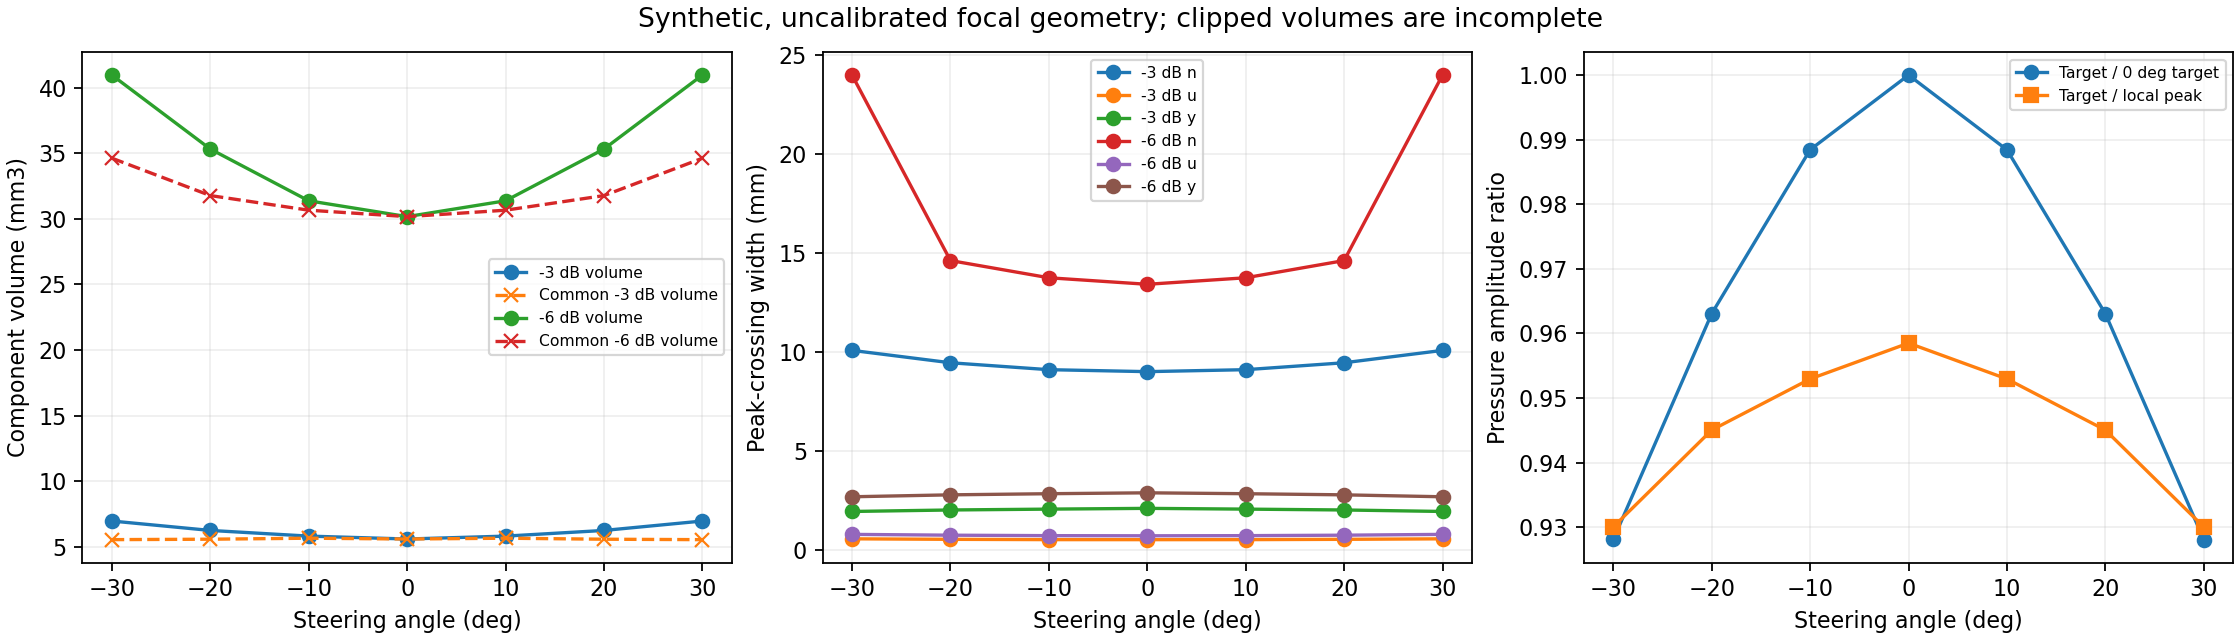 Synthetic, uncalibrated focal geometry; clipped volumes are incomplete
Component volume (mm3)
40
35
30
25
20
15
10
5
−30
−20
−10
0
10
20
30
Steering angle (deg)
-3 dB volume
Common -3 dB volume
-6 dB volume
Common -6 dB volume
Peak-crossing width (mm)
25
20
15
10
5
0
−30
−20
−10
0
10
20
30
Steering angle (deg)
-3 dB n
-3 dB u
-3 dB y
-6 dB n
-6 dB u
-6 dB y
Pressure amplitude ratio
1.00
0.99
0.98
0.97
0.96
0.95
0.94
0.93
−30
−20
−10
0
10
20
30
Steering angle (deg)
Target / 0 deg target
Target / local peak